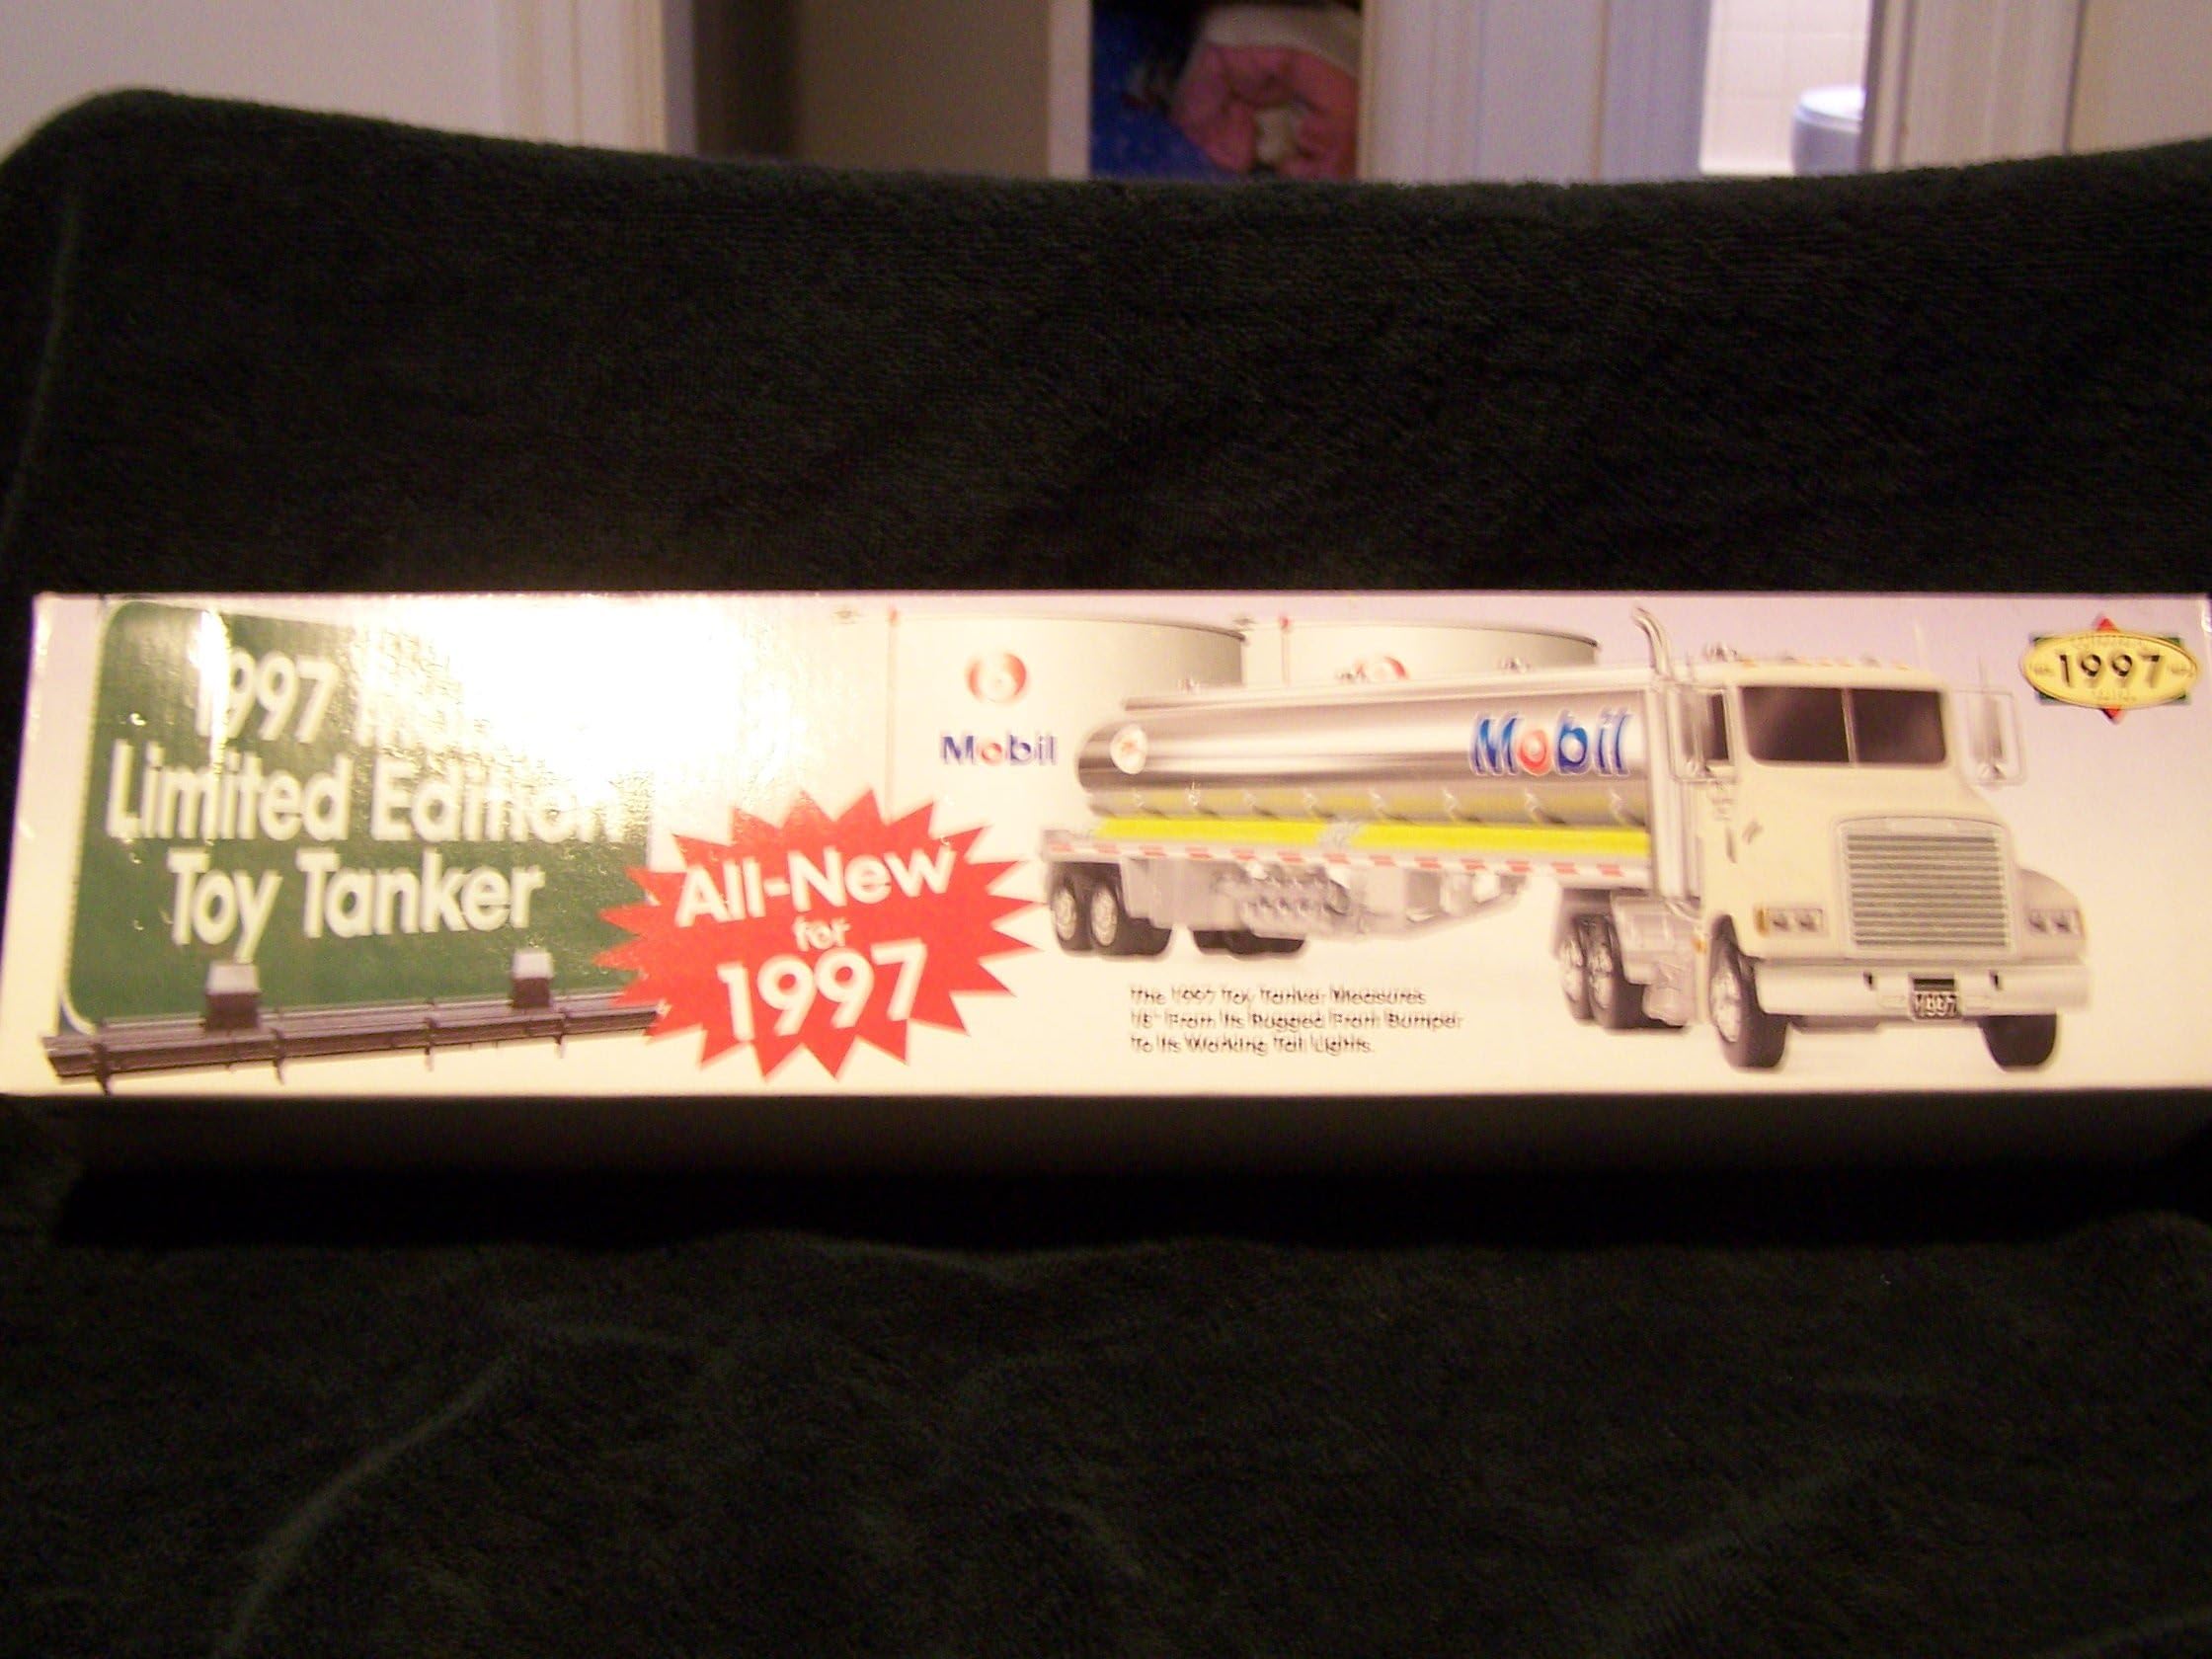 1997
Limited Edition
Toy Tanker
All-New
for
1997
Mobil
Mobil
The 1997 Toy Tanker Measures
18" From Its Rugged Front Bumper
To Its Working Tail Lights.
1997
1997